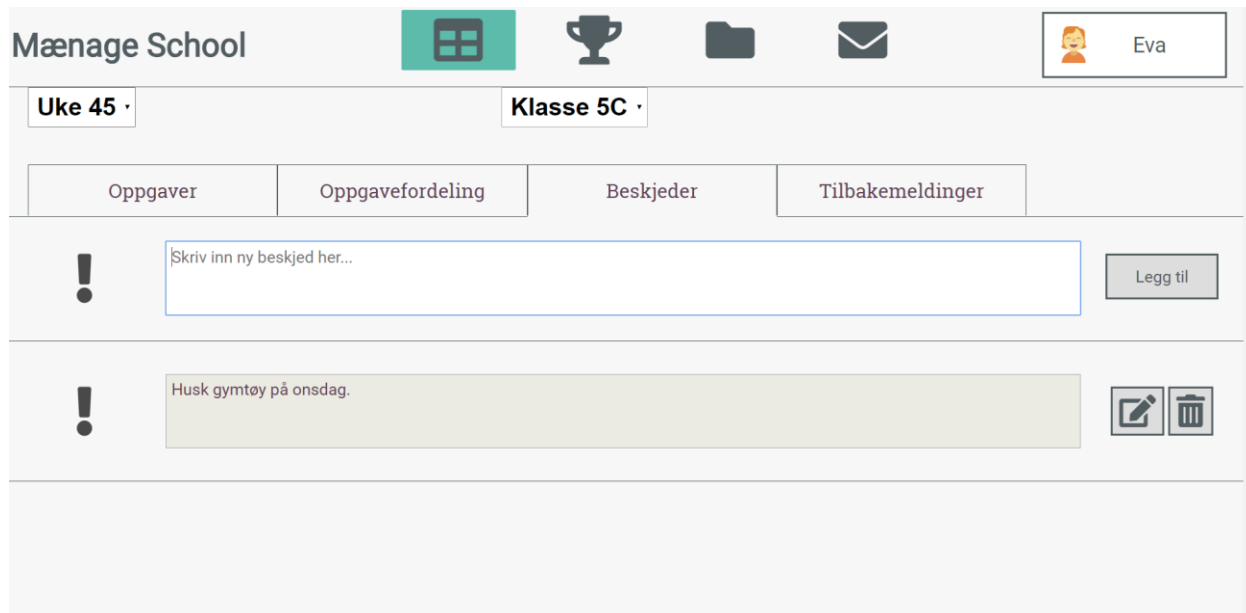 Mænage School
Eva
Uke 45
Klasse 5C
Oppgaver
Oppgavefordeling
Beskjeder
Tilbakemeldinger
Skriv inn ny beskjed her...
Legg til
Husk gymtøy på onsdag.